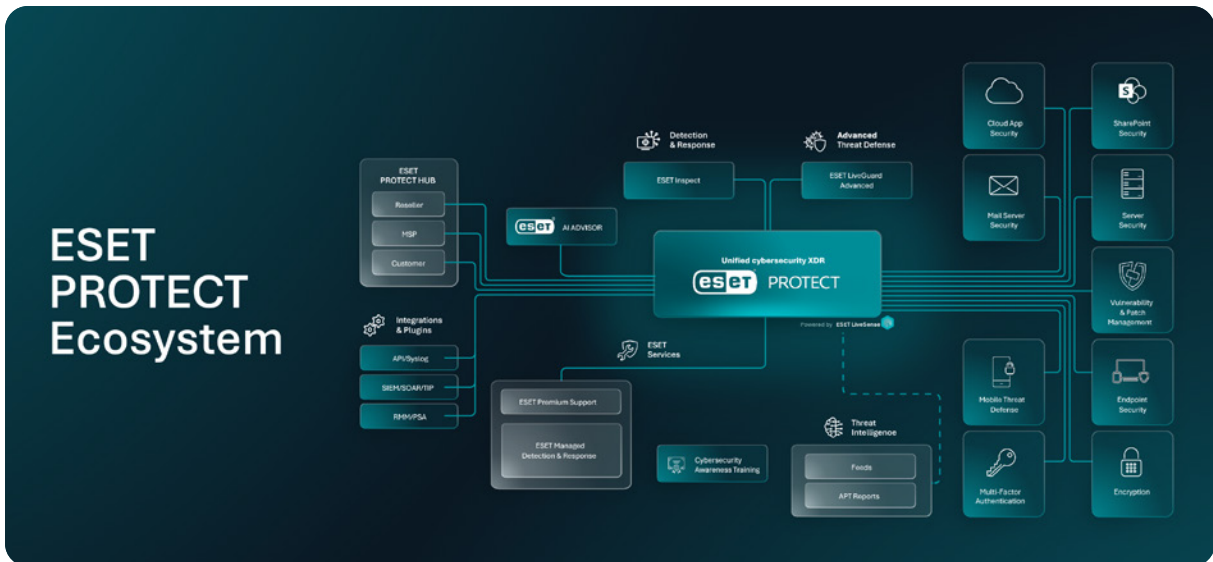 ESET
PROTECT
Ecosystem
ESET
PROTECT HUB
Reseller
MSP
Customer
Integrations
& Plugins
API/Syslog
SIEM/SOAR/TIP
RMM/PSA
eset AI ADVISOR
Detection
& Response
ESET Inspect
Advanced
Threat Defense
ESET LiveGuard
Advanced
Unified cybersecurity XDR
eset PROTECT
Powered by ESET LiveSense
ESET
Services
ESET Premium Support
ESET Managed
Detection & Response
Cybersecurity
Awareness Training
Threat
Intelligence
Feeds
APT Reports
Cloud App
Security
S
SharePoint
Security
Mail Server
Security
Server
Security
Vulnerability
& Patch
Management
Mobile Threat
Defense
Endpoint
Security
Multi-Factor
Authentication
Encryption